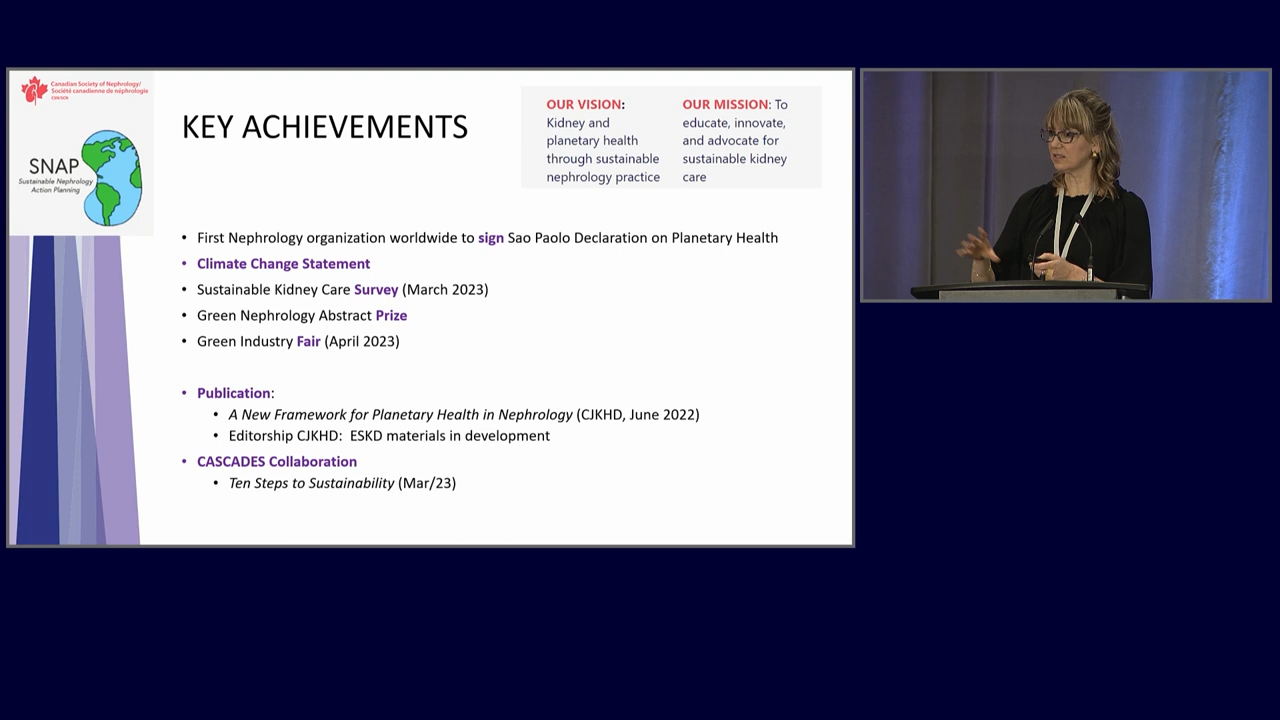 Canadian Society of Nephrology/
Société canadienne de néphrologie
CSN/SCN
SNAP
Sustainable Nephrology
Action Planning
KEY ACHIEVEMENTS
OUR VISION:
Kidney and
planetary health
through sustainable
nephrology practice
OUR MISSION: To
educate, innovate,
and advocate for
sustainable kidney
care
• First Nephrology organization worldwide to sign Sao Paolo Declaration on Planetary Health
• Climate Change Statement
• Sustainable Kidney Care Survey (March 2023)
• Green Nephrology Abstract Prize
• Green Industry Fair (April 2023)
• Publication:
• A New Framework for Planetary Health in Nephrology (CJKHD, June 2022)
• Editorship CJKHD: ESKD materials in development
• CASCADES Collaboration
• Ten Steps to Sustainability (Mar/23)